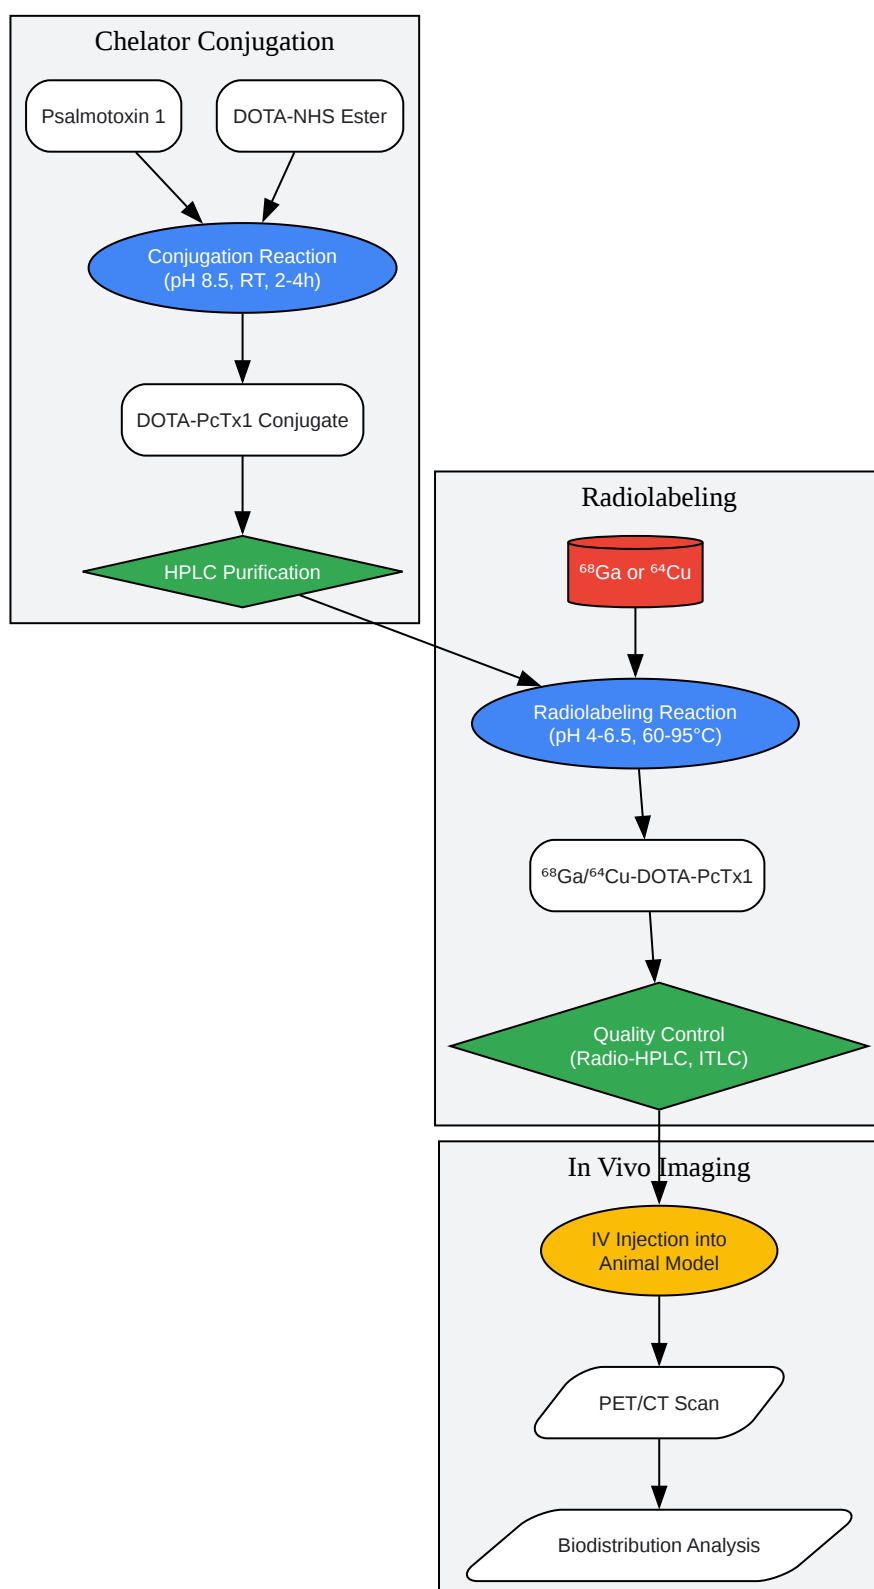 Chelator Conjugation
Psalmotoxin 1
DOTA-NHS Ester
Conjugation Reaction
(pH 8.5, RT, 2-4h)
DOTA-PcTx1 Conjugate
HPLC Purification
Radiolabeling
⁶⁸Ga or ⁶⁴Cu
Radiolabeling Reaction
(pH 4-6.5, 60-95°C)
⁶⁸Ga/⁶⁴Cu-DOTA-PcTx1
Quality Control
(Radio-HPLC, ITLC)
In Vivo Imaging
IV Injection into
Animal Model
PET/CT Scan
Biodistribution Analysis